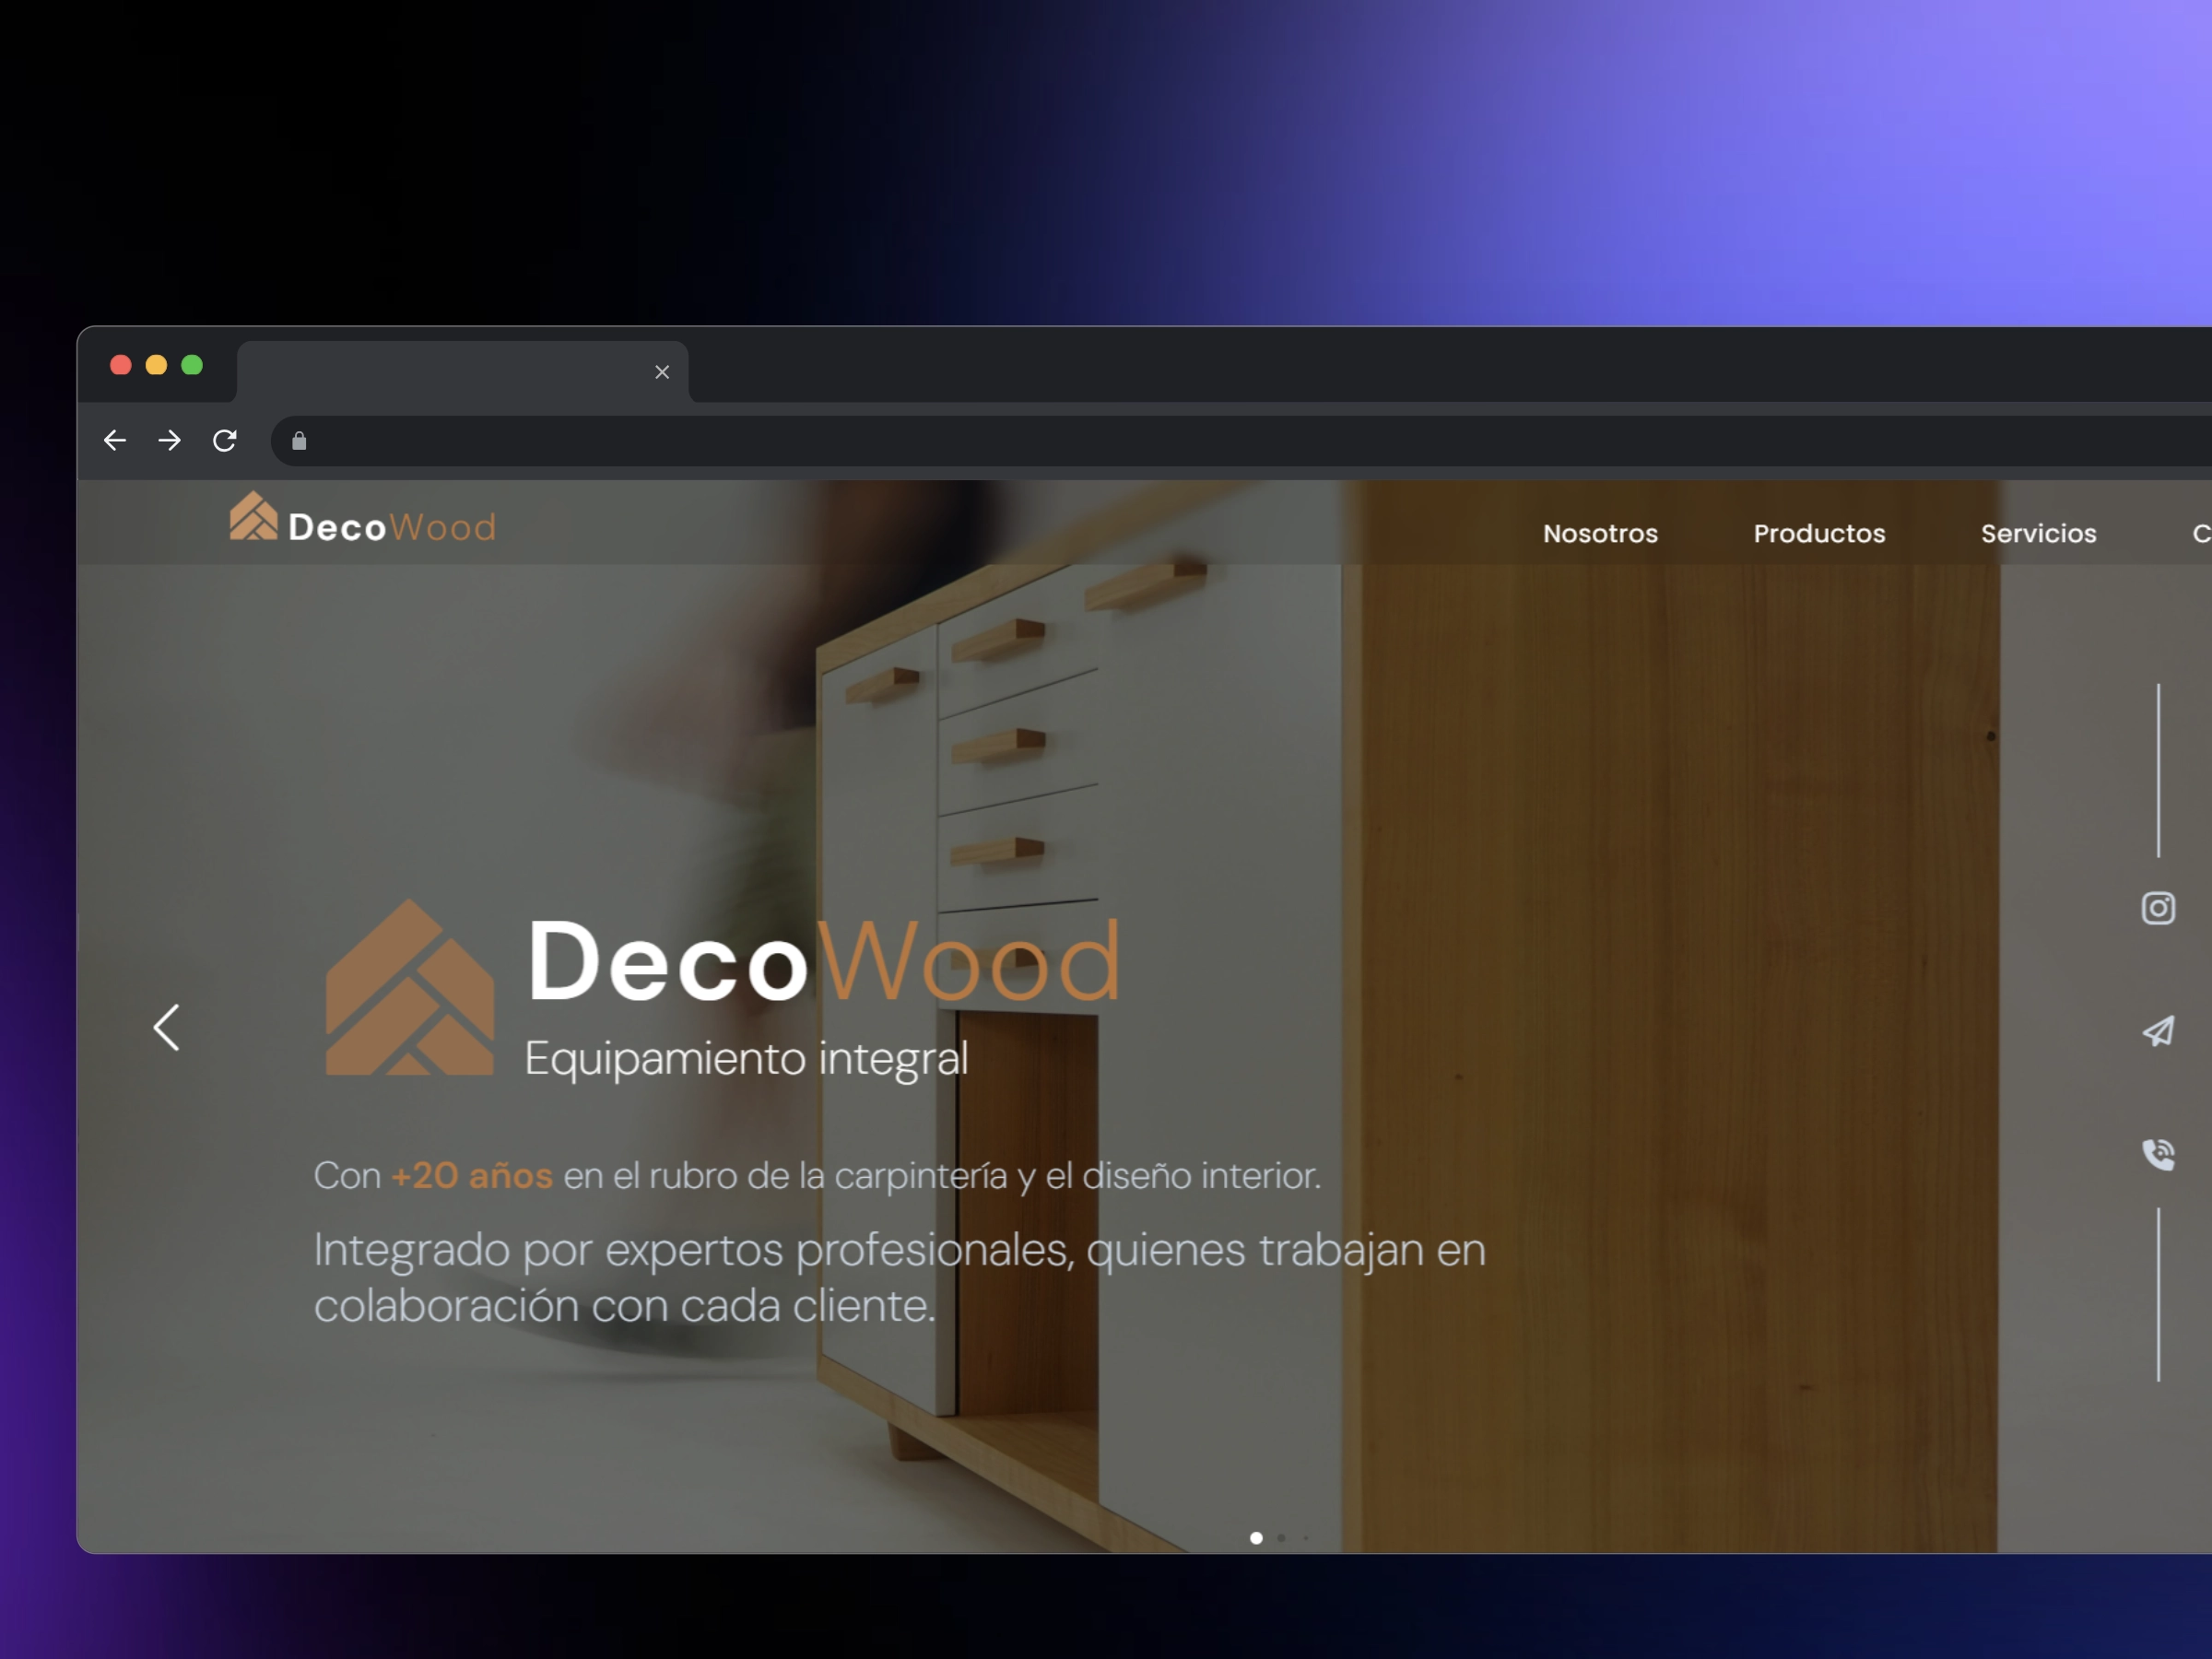 DecoWood
Nosotros Productos Servicios C
DecoWood
Equipamiento integral
Con +20 años en el rubro de la carpintería y el diseño interior.
Integrado por expertos profesionales, quienes trabajan en
colaboración con cada cliente.